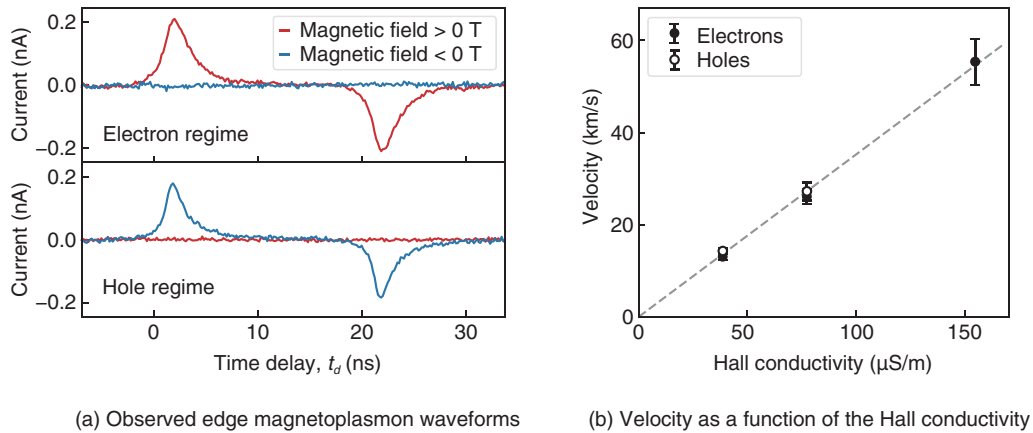 0.2
0.0
−0.2
Current (nA)
Magnetic field > 0 T
Magnetic field < 0 T
Electron regime
0.2
0.0
−0.2
Current (nA)
Hole regime
0 10 20 30
Time delay, t_d (ns)
(a) Observed edge magnetoplasmon waveforms
60
40
20
0
Velocity (km/s)
Electrons
Holes
0 50 100 150
Hall conductivity (μS/m)
(b) Velocity as a function of the Hall conductivity